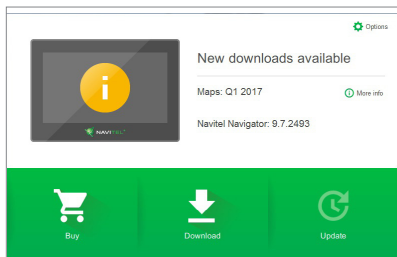 Options
New downloads available
Maps: Q1 2017
More info
Navitel Navigator: 9.7.2493
NAVITEL
Buy
Download
Update